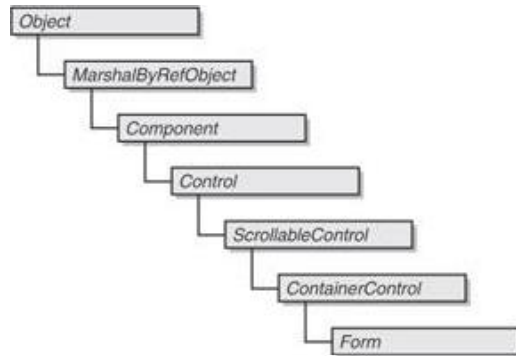 Object
MarshalByRefObject
Component
Control
ScrollableControl
ContainerControl
Form